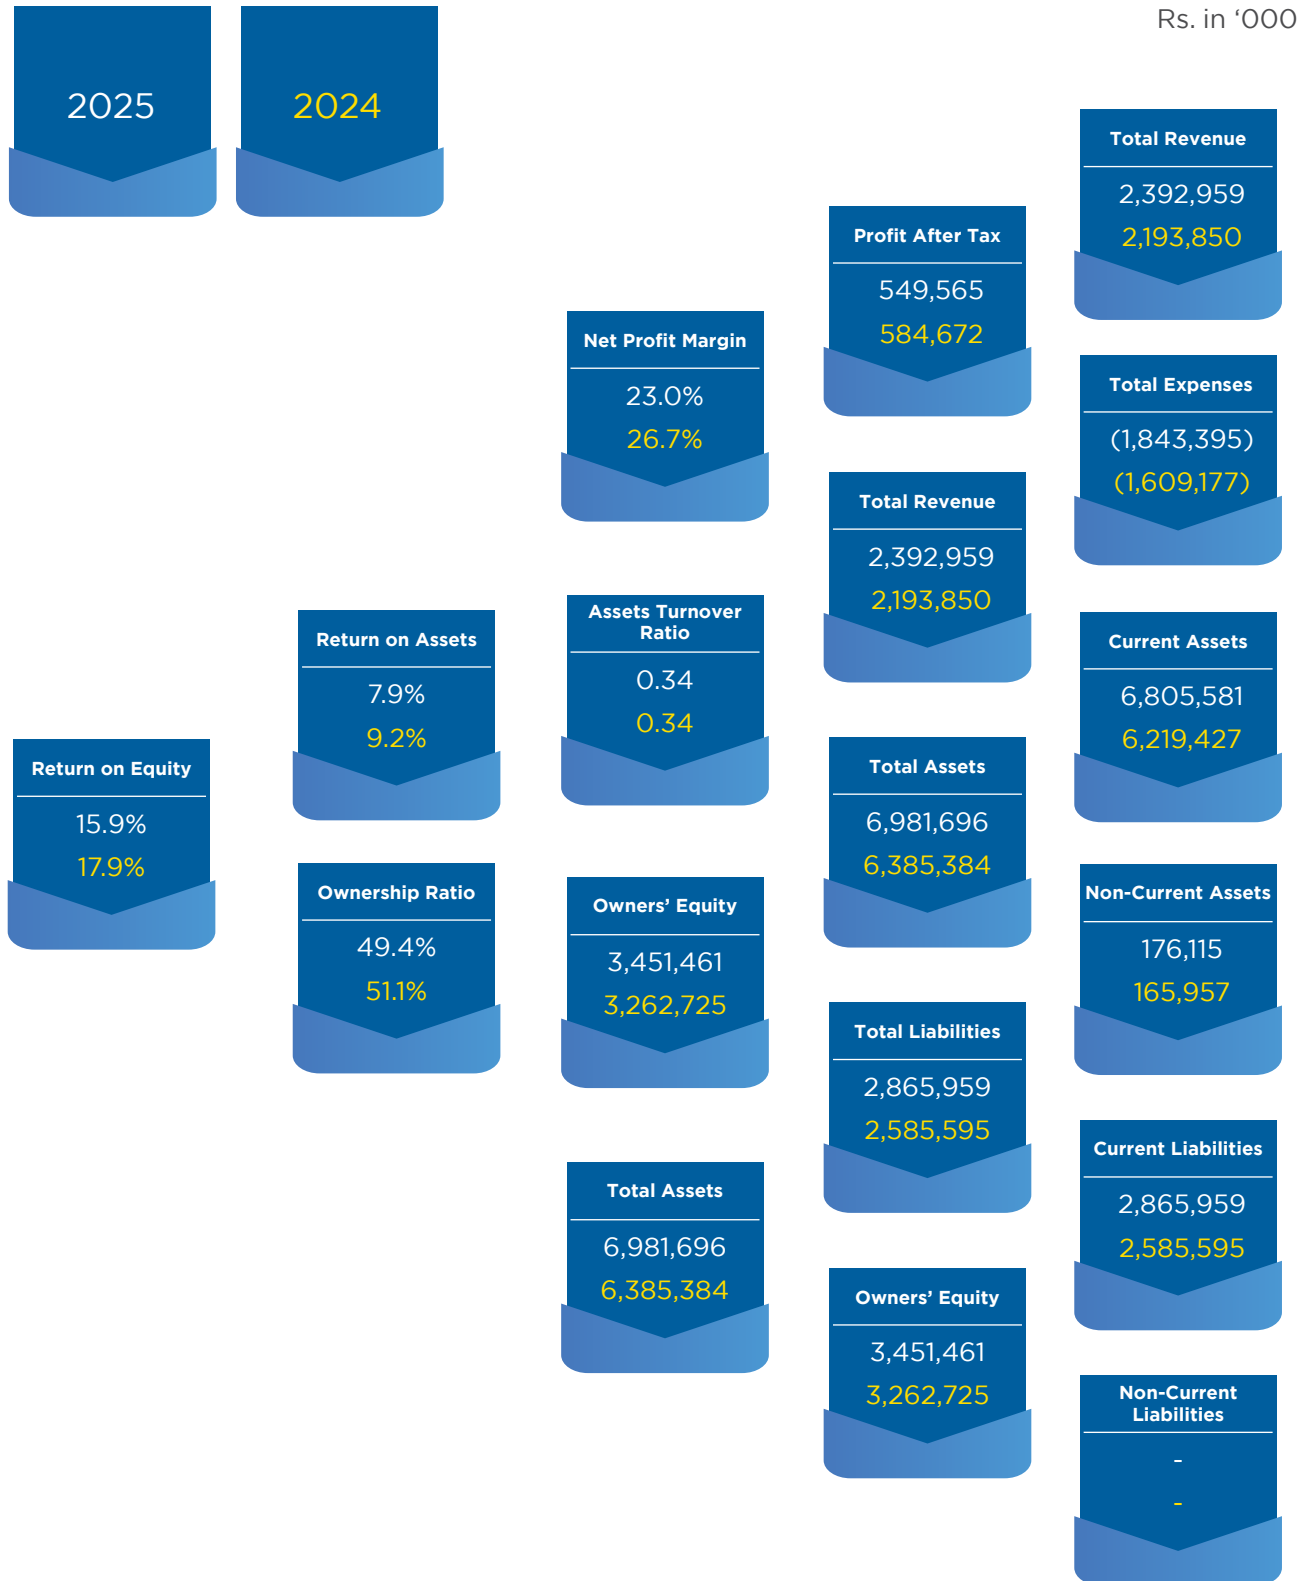 Rs. in ‘000
2025
2024
Total Revenue
2,392,959
2,193,850
Profit After Tax
549,565
584,672
Net Profit Margin
23.0%
26.7%
Total Expenses
(1,843,395)
(1,609,177)
Total Revenue
2,392,959
2,193,850
Assets Turnover
Ratio
0.34
0.34
Return on Assets
7.9%
9.2%
Current Assets
6,805,581
6,219,427
Return on Equity
15.9%
17.9%
Total Assets
6,981,696
6,385,384
Ownership Ratio
49.4%
51.1%
Owners’ Equity
3,451,461
3,262,725
Non-Current Assets
176,115
165,957
Total Liabilities
2,865,959
2,585,595
Current Liabilities
2,865,959
2,585,595
Total Assets
6,981,696
6,385,384
Owners’ Equity
3,451,461
3,262,725
Non-Current
Liabilities
-
-